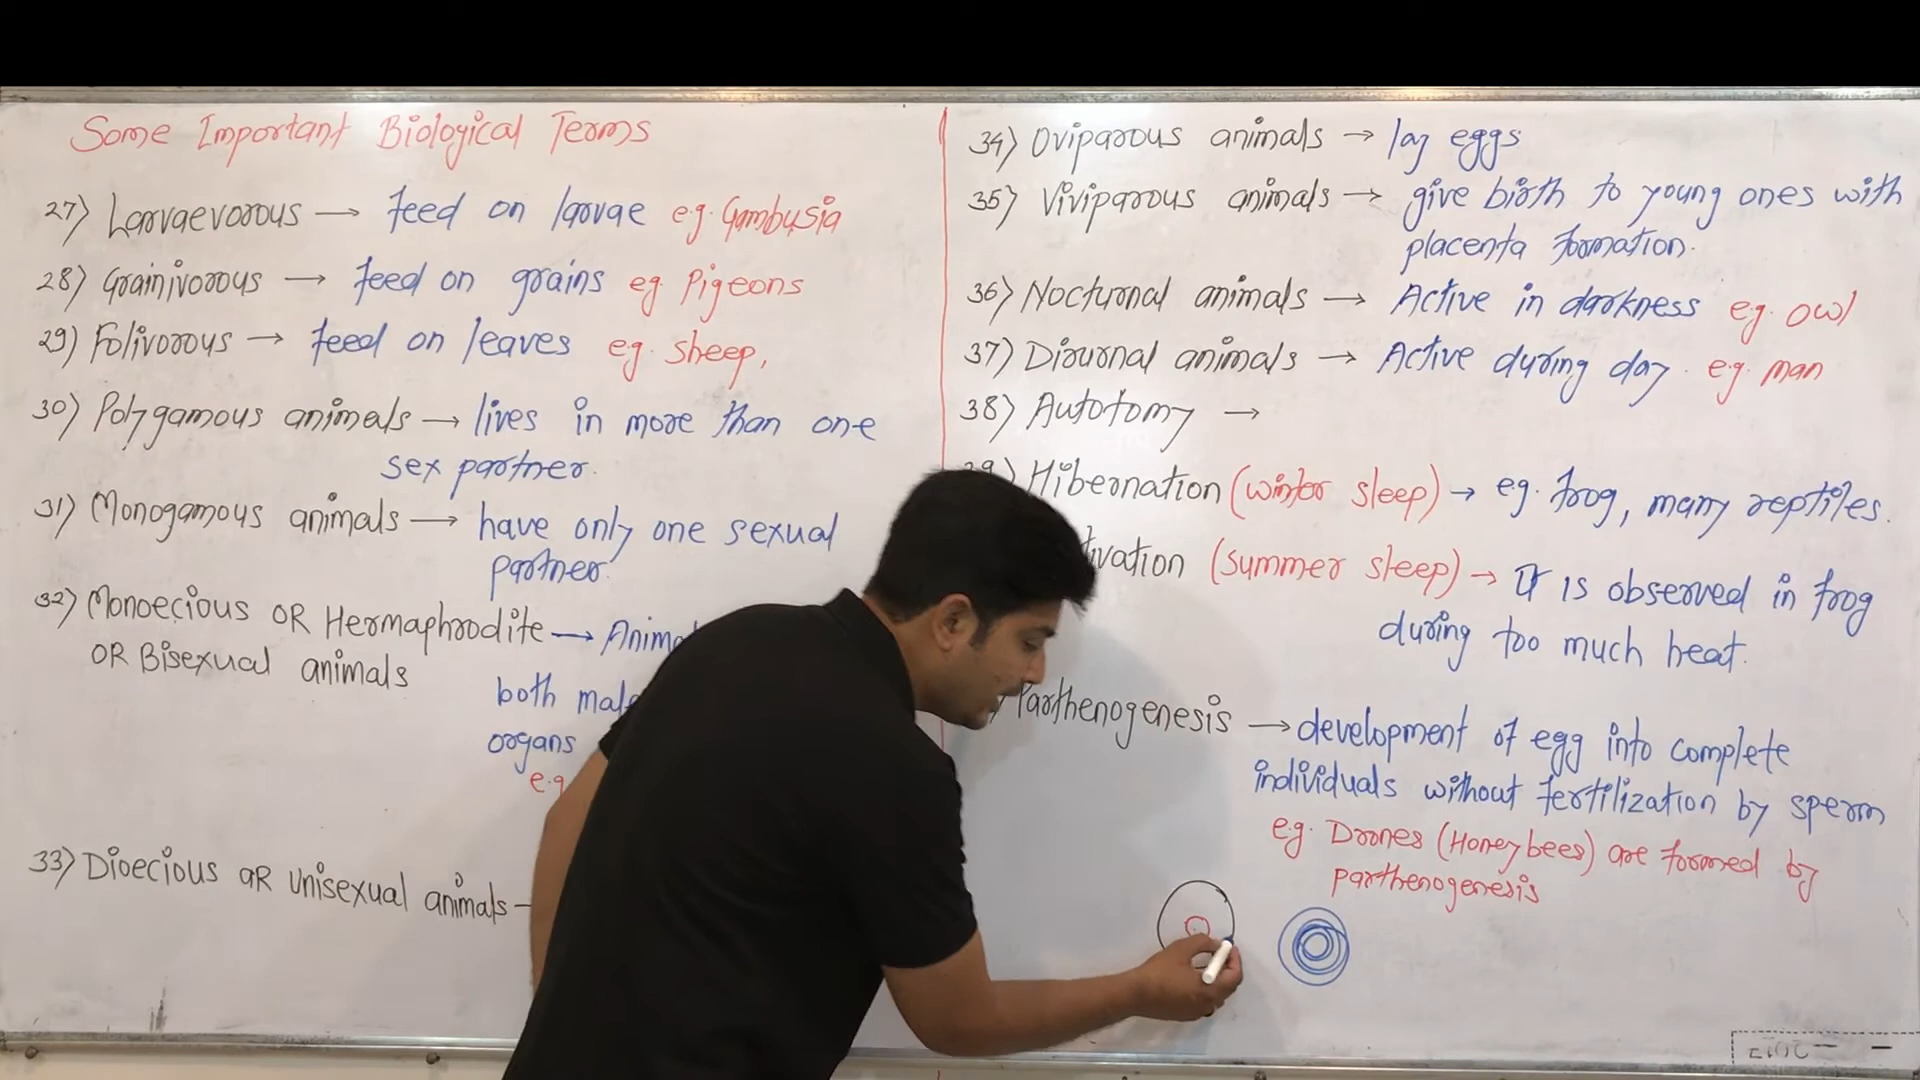 Some Important Biological Terms
27) Larvaevorous → feed on larvae e.g. Gambusia
28) Grainivorous → feed on grains eg. Pigeons
29) Folivorous → feed on leaves eg. sheep,
30) Polygamous animals → lives in more than one
sex partner.
31) Monogamous animals → have only one sexual
partner.
32) Monoecious OR Hermaphrodite →
OR Bisexual animals
both
organs
e.g
33) Dioecious OR Unisexual animals –
34) Oviparous animals → lay eggs
35) Viviparous animals → give birth to young ones with
placenta formation.
36) Nocturnal animals → Active in darkness eg. owl
37) Dirurnal animals → Active during day. e.g. man
38) Autotomy →
Hibernation (winter sleep) → eg. frog, many reptiles.
tivation (summer sleep) → It is observed in frog
during too much heat.
Parthenogenesis → development of egg into complete
individuals without fertilization by sperm
e.g. Drones (Honeybees) are formed by
parthenogenesis